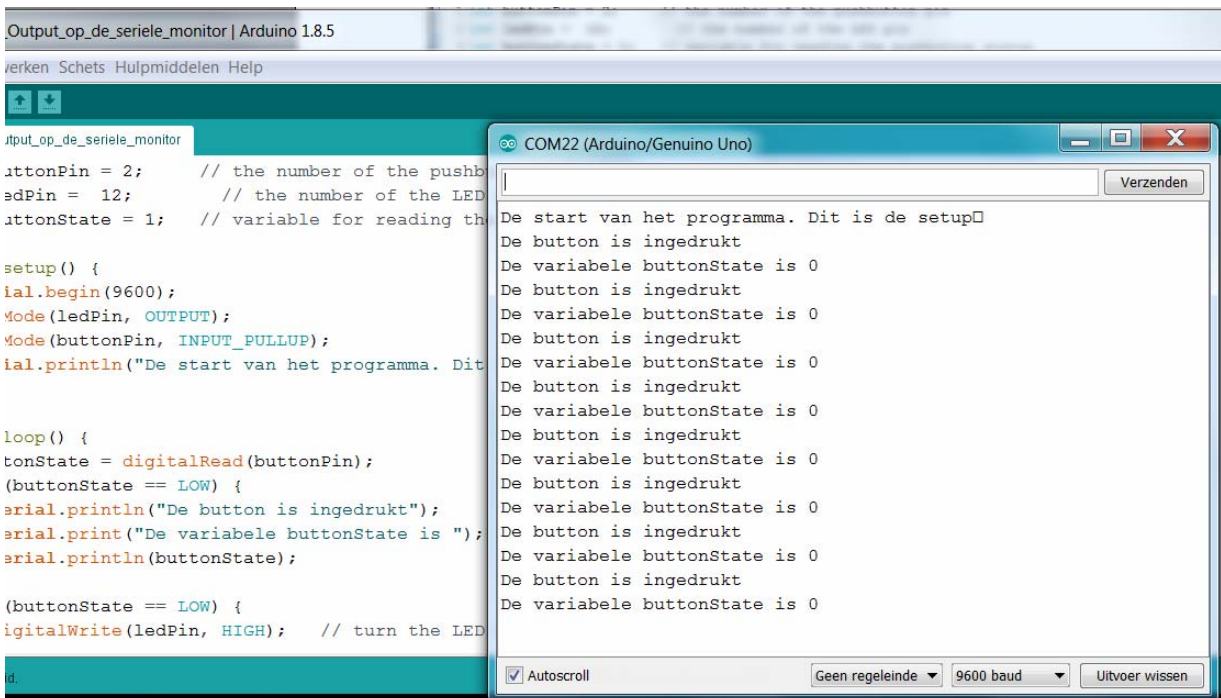 Output_op_de_seriele_monitor | Arduino 1.8.5
werken Schets Hulpmiddelen Help
utput_op_de_seriele_monitor
uttonPin = 2; // the number of the pushb
edPin = 12; // the number of the LED
uttonState = 1; // variable for reading th
setup() {
ial.begin(9600);
Mode(ledPin, OUTPUT);
Mode(buttonPin, INPUT_PULLUP);
ial.println("De start van het programma. Dit
loop() {
tonState = digitalRead(buttonPin);
(buttonState == LOW) {
erial.println("De button is ingedrukt");
erial.print("De variabele buttonState is ");
erial.println(buttonState);
(buttonState == LOW) {
igitalWrite(ledPin, HIGH); // turn the LED
id.
COM22 (Arduino/Genuino Uno)
Verzenden
De start van het programma. Dit is de setup□
De button is ingedrukt
De variabele buttonState is 0
De button is ingedrukt
De variabele buttonState is 0
De button is ingedrukt
De variabele buttonState is 0
De button is ingedrukt
De variabele buttonState is 0
De button is ingedrukt
De variabele buttonState is 0
De button is ingedrukt
De variabele buttonState is 0
De button is ingedrukt
De variabele buttonState is 0
De button is ingedrukt
De variabele buttonState is 0
Autoscroll
Geen regeleinde
9600 baud
Uitvoer wissen